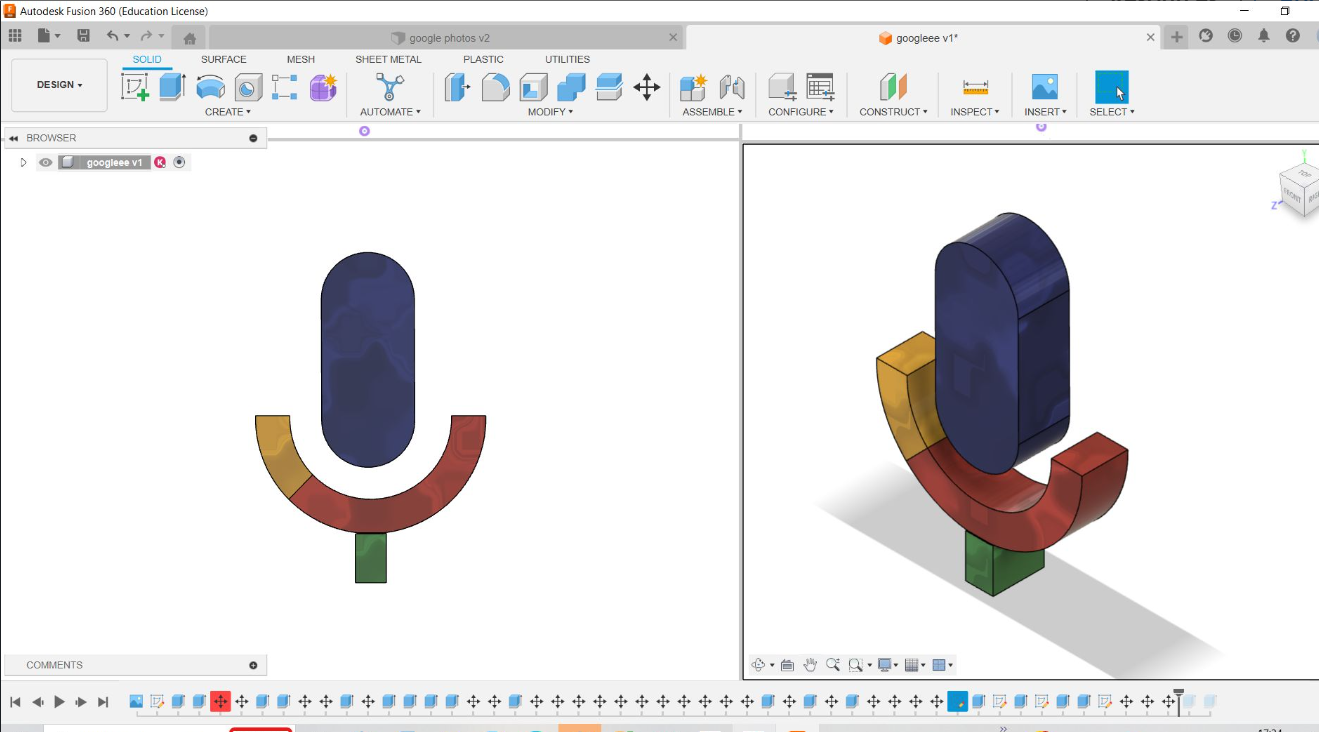 Autodesk Fusion 360 (Education License)
google photos v2
googleee v1*
SOLID SURFACE MESH SHEET METAL PLASTIC UTILITIES
DESIGN
CREATE AUTOMATE MODIFY ASSEMBLE CONFIGURE CONSTRUCT INSPECT INSERT SELECT
BROWSER
googleee v1
K
TOP
FRONT
Z
COMMENTS